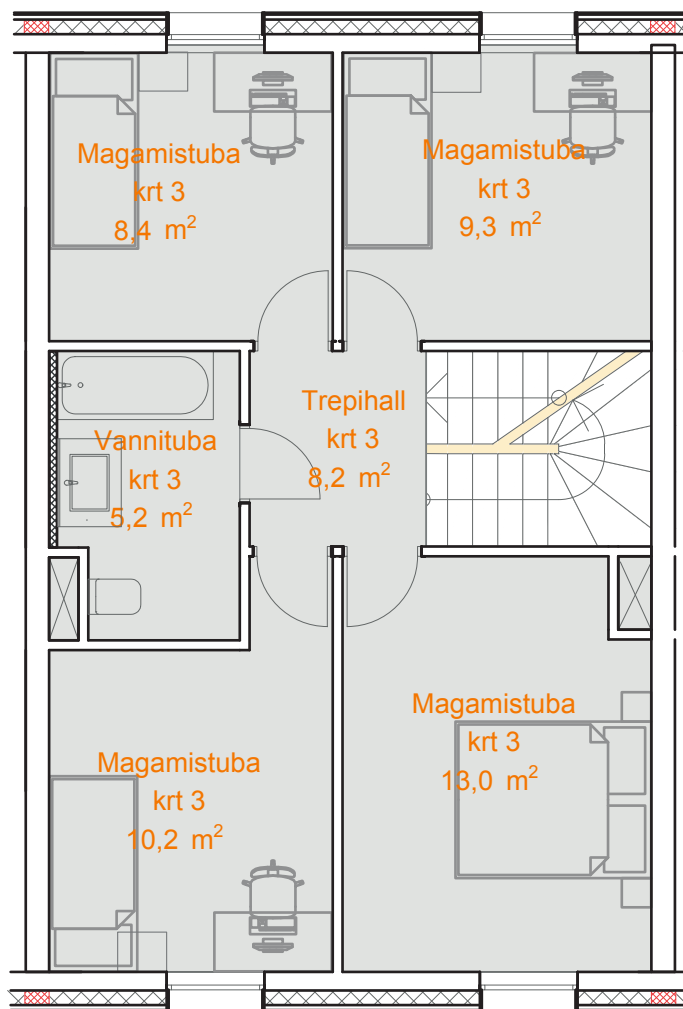 Magamistuba
krt 3
8,4 m²
Magamistuba
krt 3
9,3 m²
Trepihall
krt 3
8,2 m²
Vannituba
krt 3
5,2 m²
Magamistuba
krt 3
13,0 m²
Magamistuba
krt 3
10,2 m²